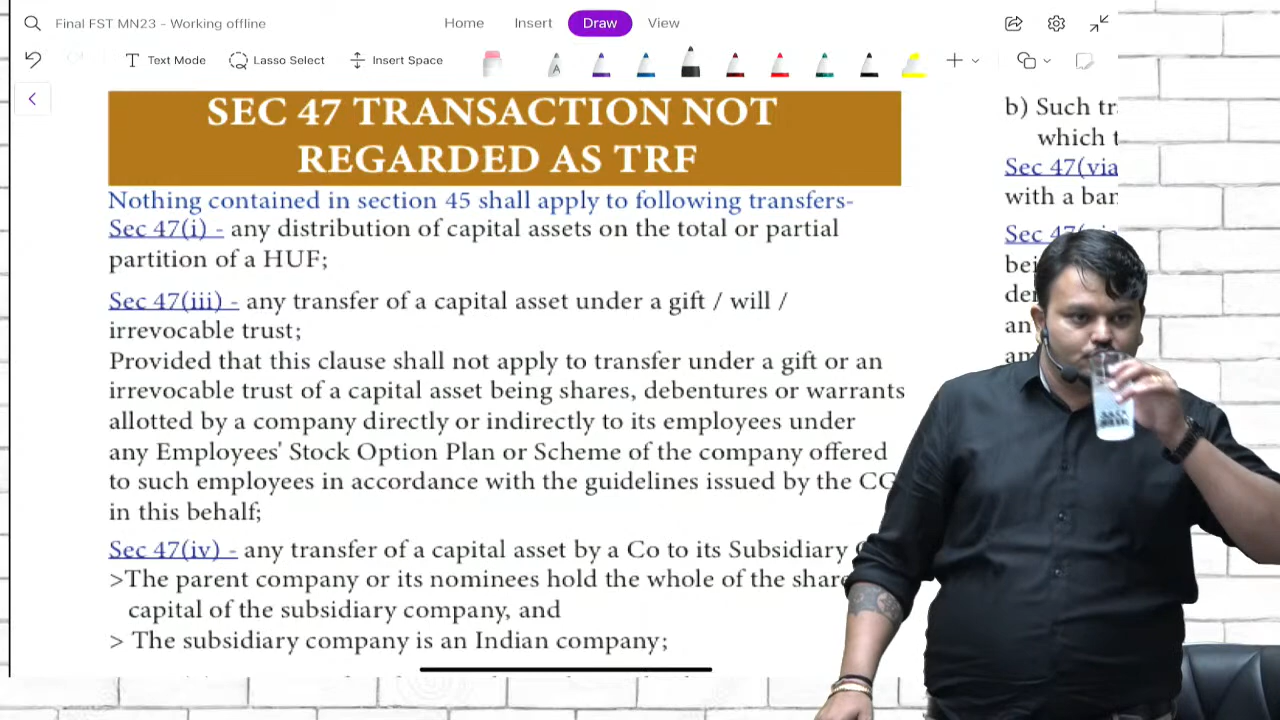 Final FST MN23 - Working offline
Home
Insert
Draw
View
Text Mode
Lasso Select
Insert Space
SEC 47 TRANSACTION NOT
REGARDED AS TRF
Nothing contained in section 45 shall apply to following transfers-
Sec 47(i) - any distribution of capital assets on the total or partial
partition of a HUF;
Sec 47(iii) - any transfer of a capital asset under a gift / will /
irrevocable trust;
Provided that this clause shall not apply to transfer under a gift or an
irrevocable trust of a capital asset being shares, debentures or warrants
allotted by a company directly or indirectly to its employees under
any Employees' Stock Option Plan or Scheme of the company offered
to such employees in accordance with the guidelines issued by the CG
in this behalf;
Sec 47(iv) - any transfer of a capital asset by a Co to its Subsidiary
>The parent company or its nominees hold the whole of the share
capital of the subsidiary company, and
> The subsidiary company is an Indian company;
b) Such
which
Sec 47(via
with a
Sec 47
an